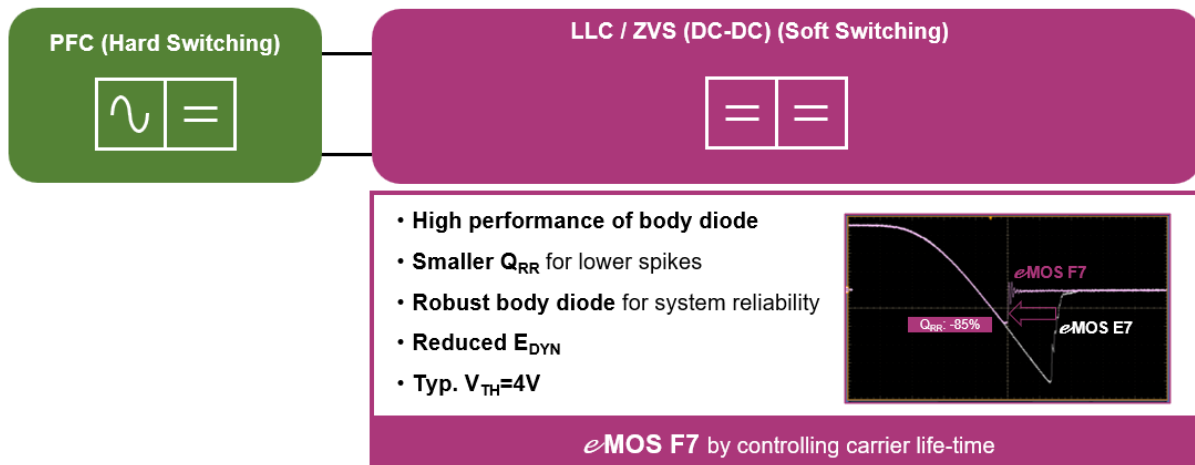 PFC (Hard Switching)
LLC / ZVS (DC-DC) (Soft Switching)
• High performance of body diode
• Smaller QRR for lower spikes
• Robust body diode for system reliability
• Reduced EDYN
• Typ. VTH=4V
eMOS F7
QRR: -85%
eMOS E7
eMOS F7 by controlling carrier life-time